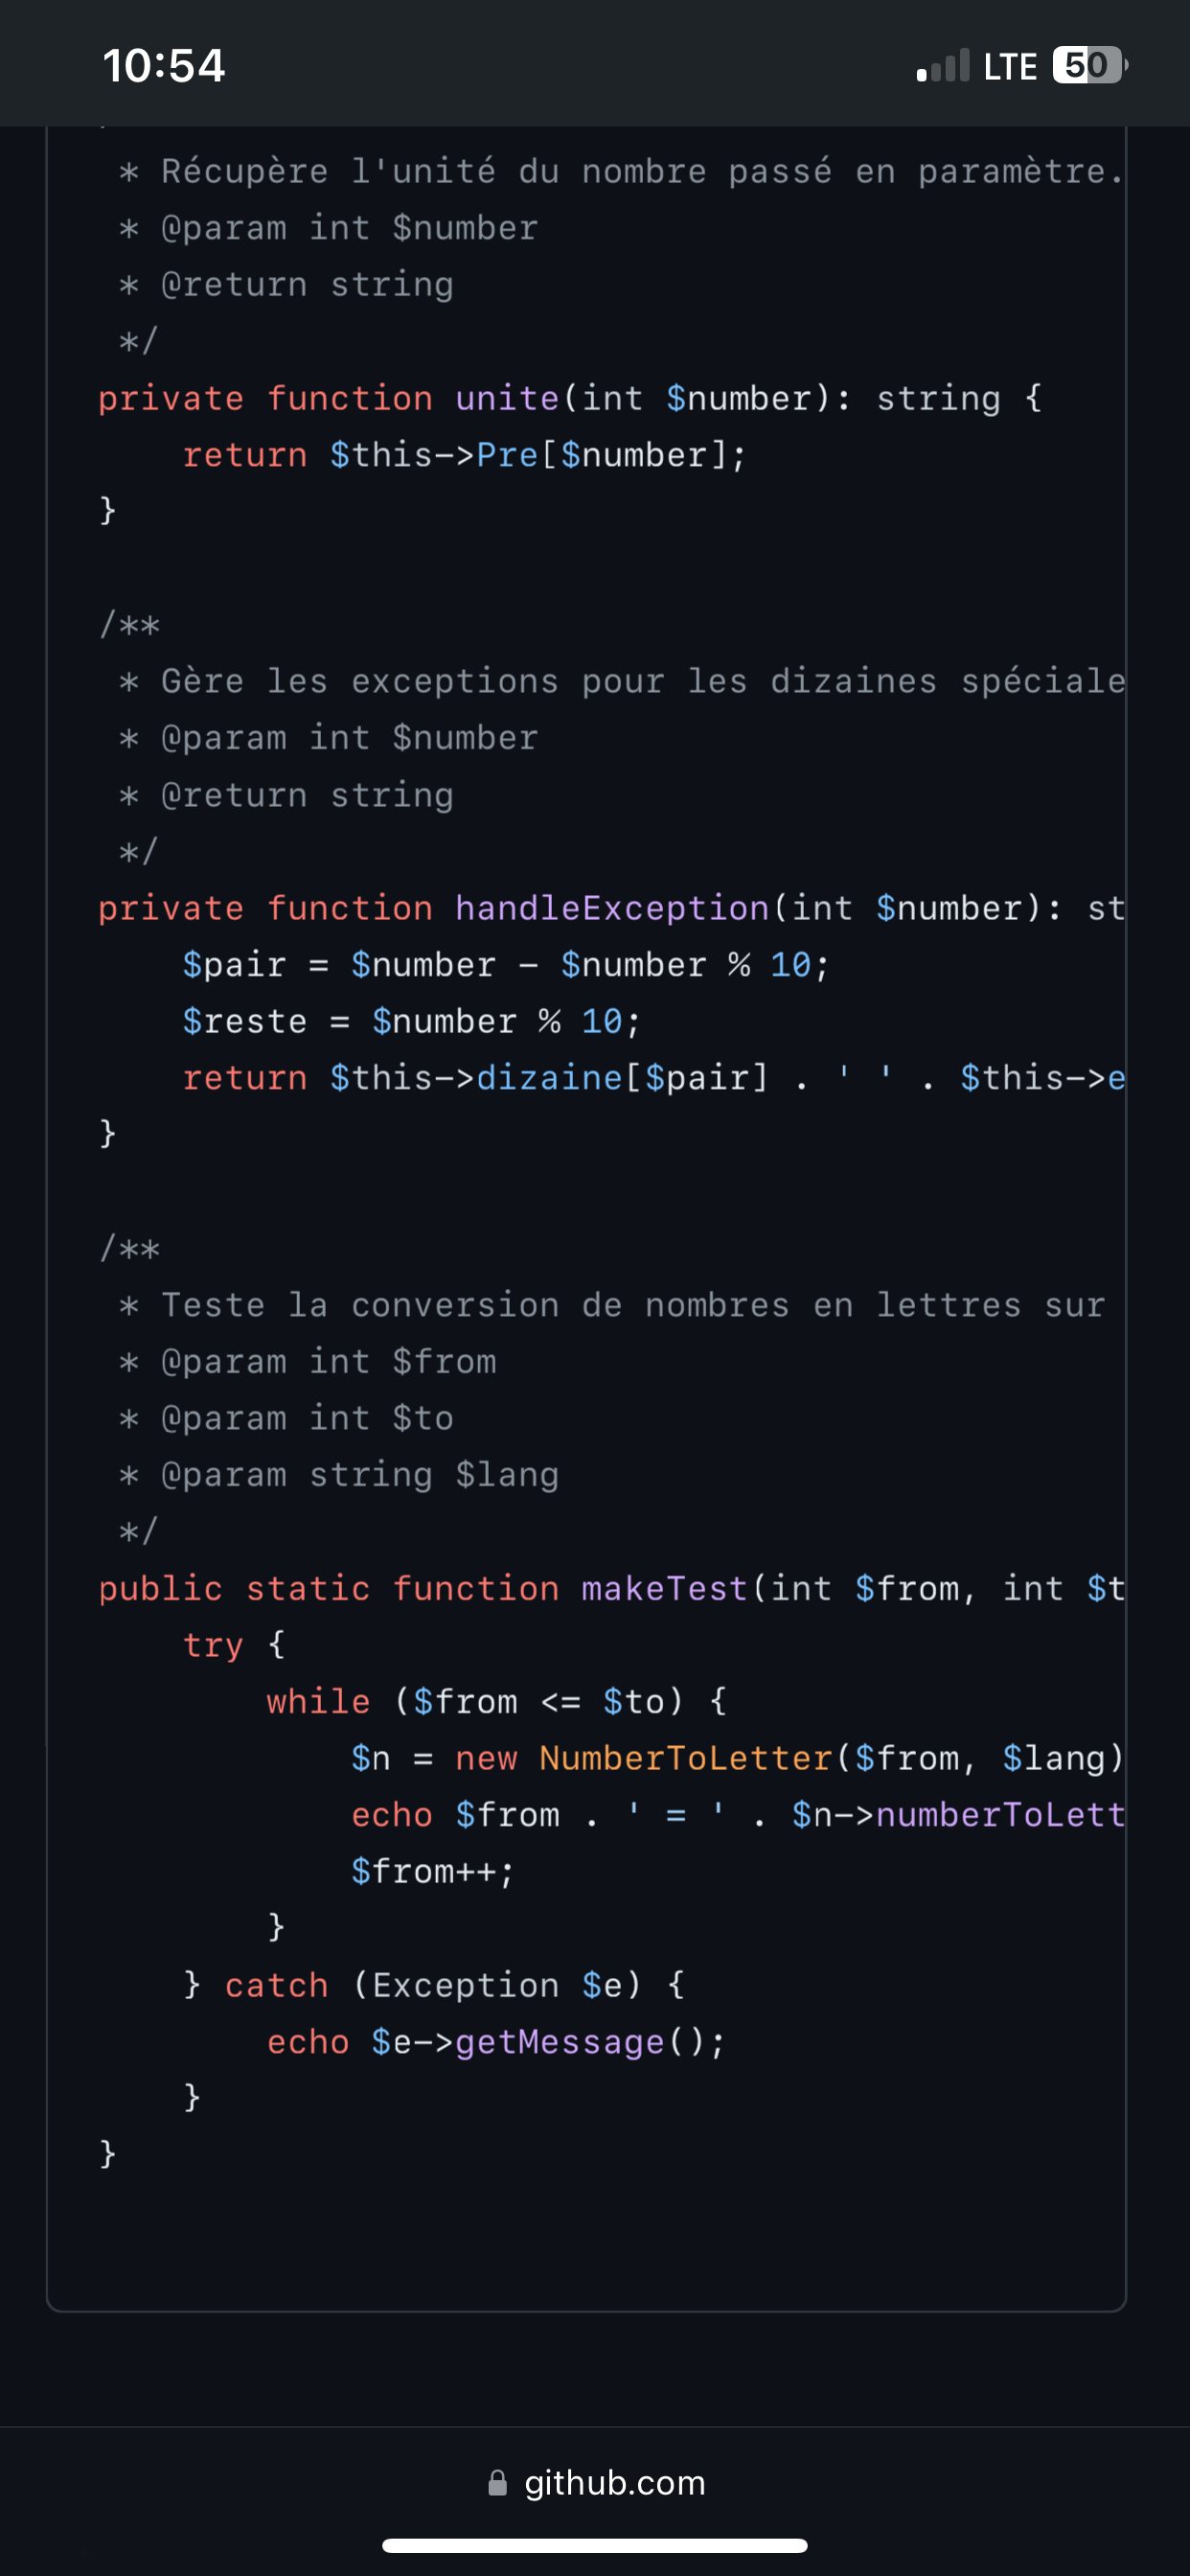 10:54
LTE 50
* Récupère l'unité du nombre passé en paramètre.
* @param int $number
* @return string
*/
private function unite(int $number): string {
return $this->Pre[$number];
}
/**
* Gère les exceptions pour les dizaines spéciale
* @param int $number
* @return string
*/
private function handleException(int $number): st
$pair = $number - $number % 10;
$reste = $number % 10;
return $this->dizaine[$pair] . ' ' . $this->e
}
/**
* Teste la conversion de nombres en lettres sur
* @param int $from
* @param int $to
* @param string $lang
*/
public static function makeTest(int $from, int $t
try {
while ($from <= $to) {
$n = new NumberToLetter($from, $lang)
echo $from . ' = ' . $n->numberToLett
$from++;
}
} catch (Exception $e) {
echo $e->getMessage();
}
}
github.com